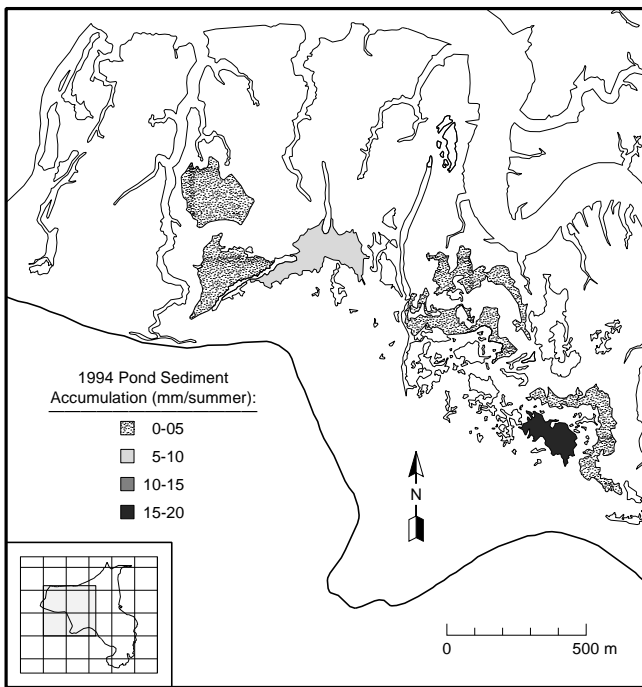 1994 Pond Sediment
Accumulation (mm/summer):
0-05
5-10
10-15
15-20
N
0 500 m